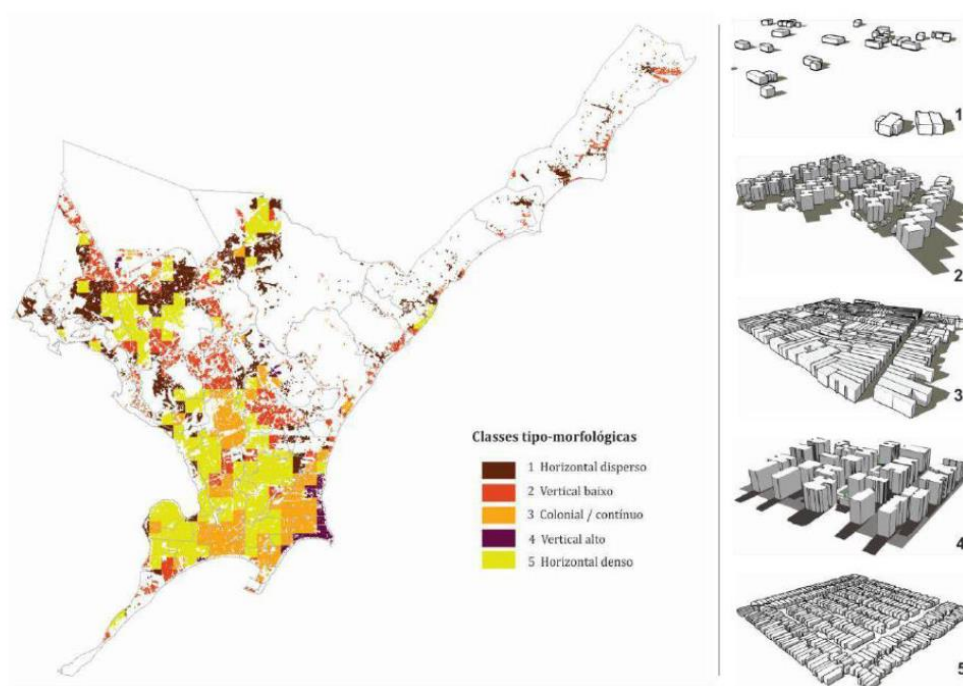 Classes tipo-morfológicas
1 Horizontal disperso
2 Vertical baixo
3 Colonial / contínuo
4 Vertical alto
5 Horizontal denso
1
2
3
4
5